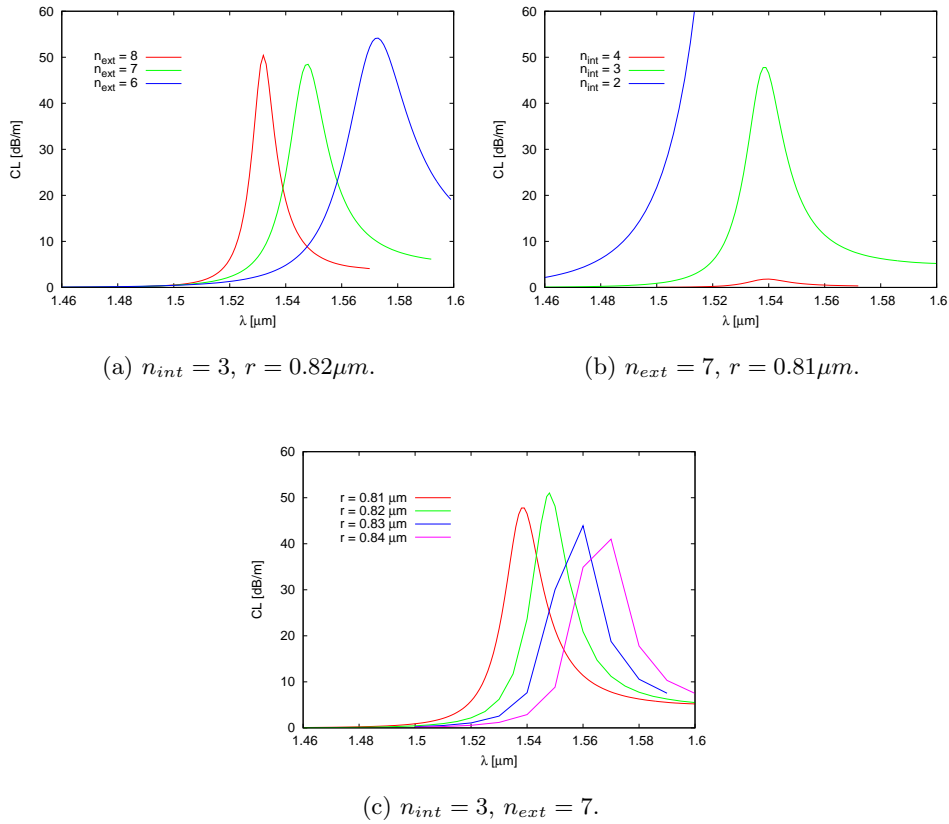 60
50
40
30
20
10
0
CL [dB/m]
n_ext = 8
n_ext = 7
n_ext = 6
1.46 1.48 1.5 1.52 1.54 1.56 1.58 1.6
λ [μm]
(a) n_int = 3, r = 0.82μm.
60
50
40
30
20
10
0
CL [dB/m]
n_int = 4
n_int = 3
n_int = 2
1.46 1.48 1.5 1.52 1.54 1.56 1.58 1.6
λ [μm]
(b) n_ext = 7, r = 0.81μm.
60
50
40
30
20
10
0
CL [dB/m]
r = 0.81 μm
r = 0.82 μm
r = 0.83 μm
r = 0.84 μm
1.46 1.48 1.5 1.52 1.54 1.56 1.58 1.6
λ [μm]
(c) n_int = 3, n_ext = 7.